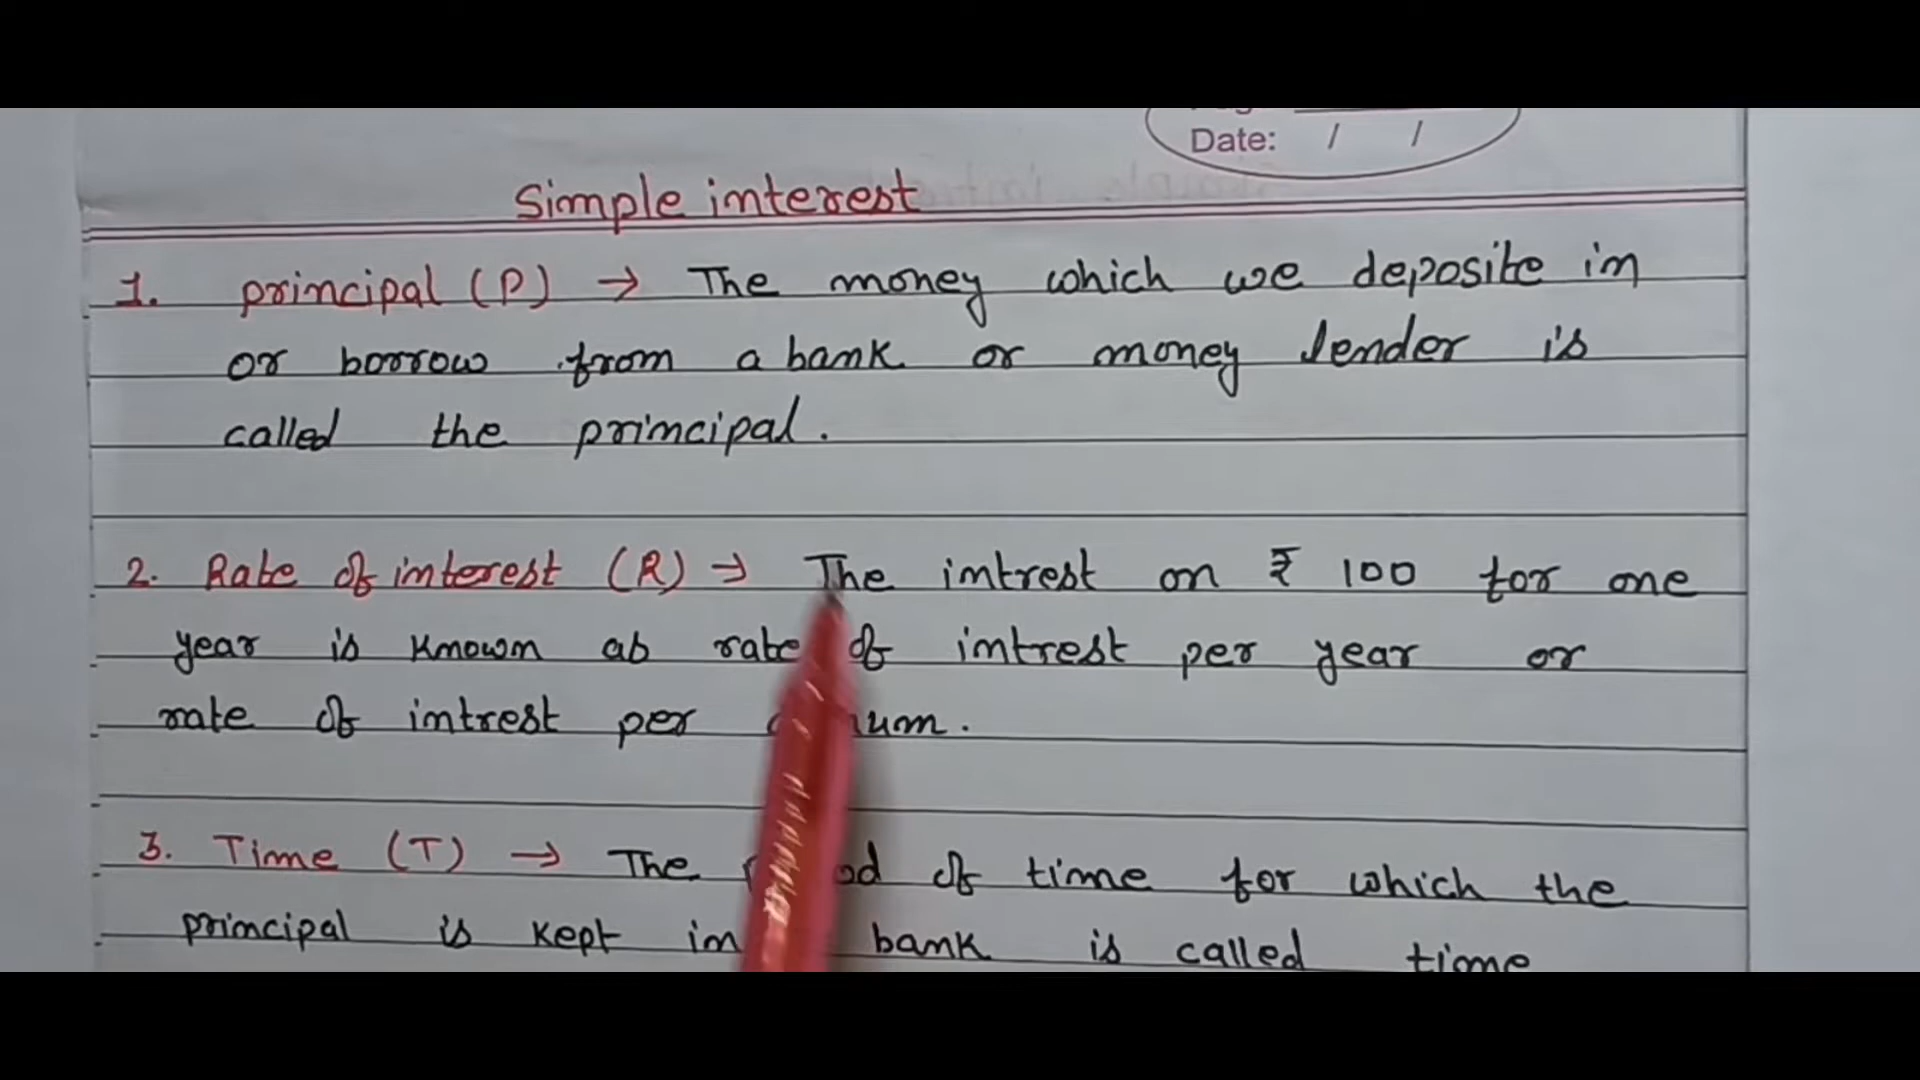 Date: / /
Simple interest
1. principal (P) → The money which we deposite in
or borrow from a bank or money lender is
called the principal.
2. Rate of interest (R) → The intrest on ₹ 100 for one
year is known as rate of intrest per year or
rate of intrest per num.
3. Time (T) → The od of time for which the
principal is kept in bank is called time